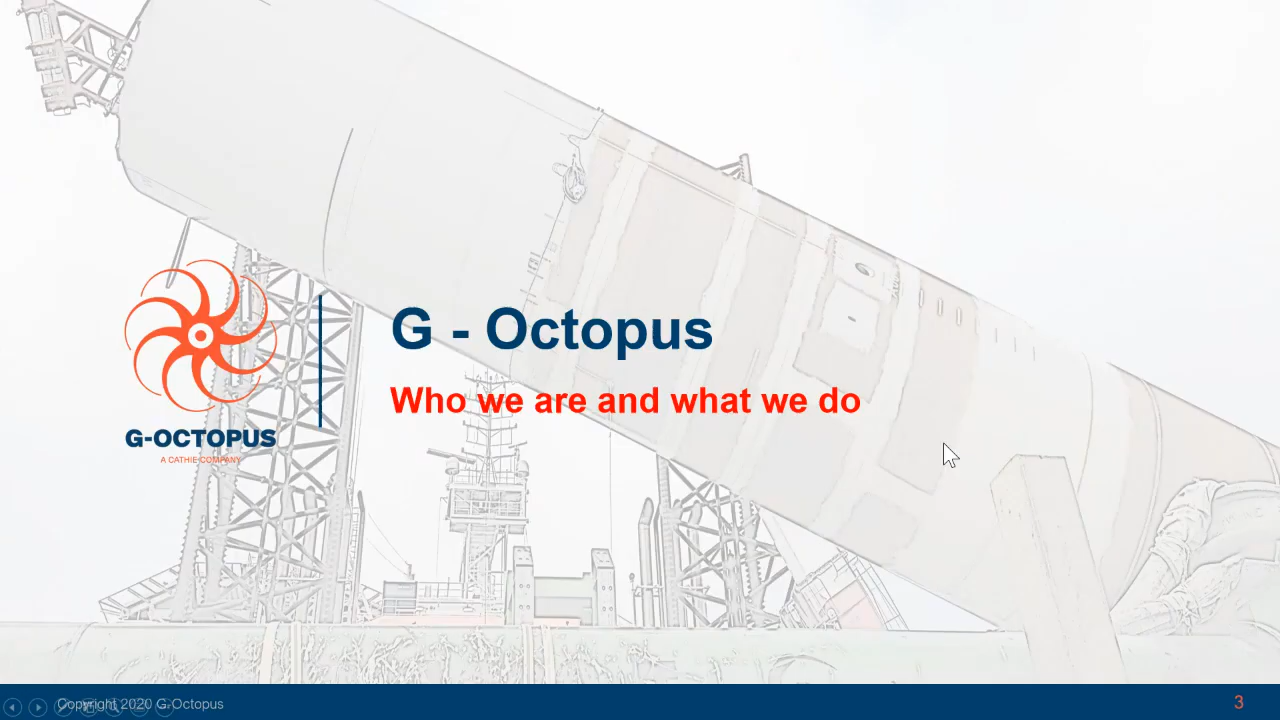 G - Octopus
Who we are and what we do
G-OCTOPUS
A CATHIE COMPANY
Copyright 2020 G-Octopus
3